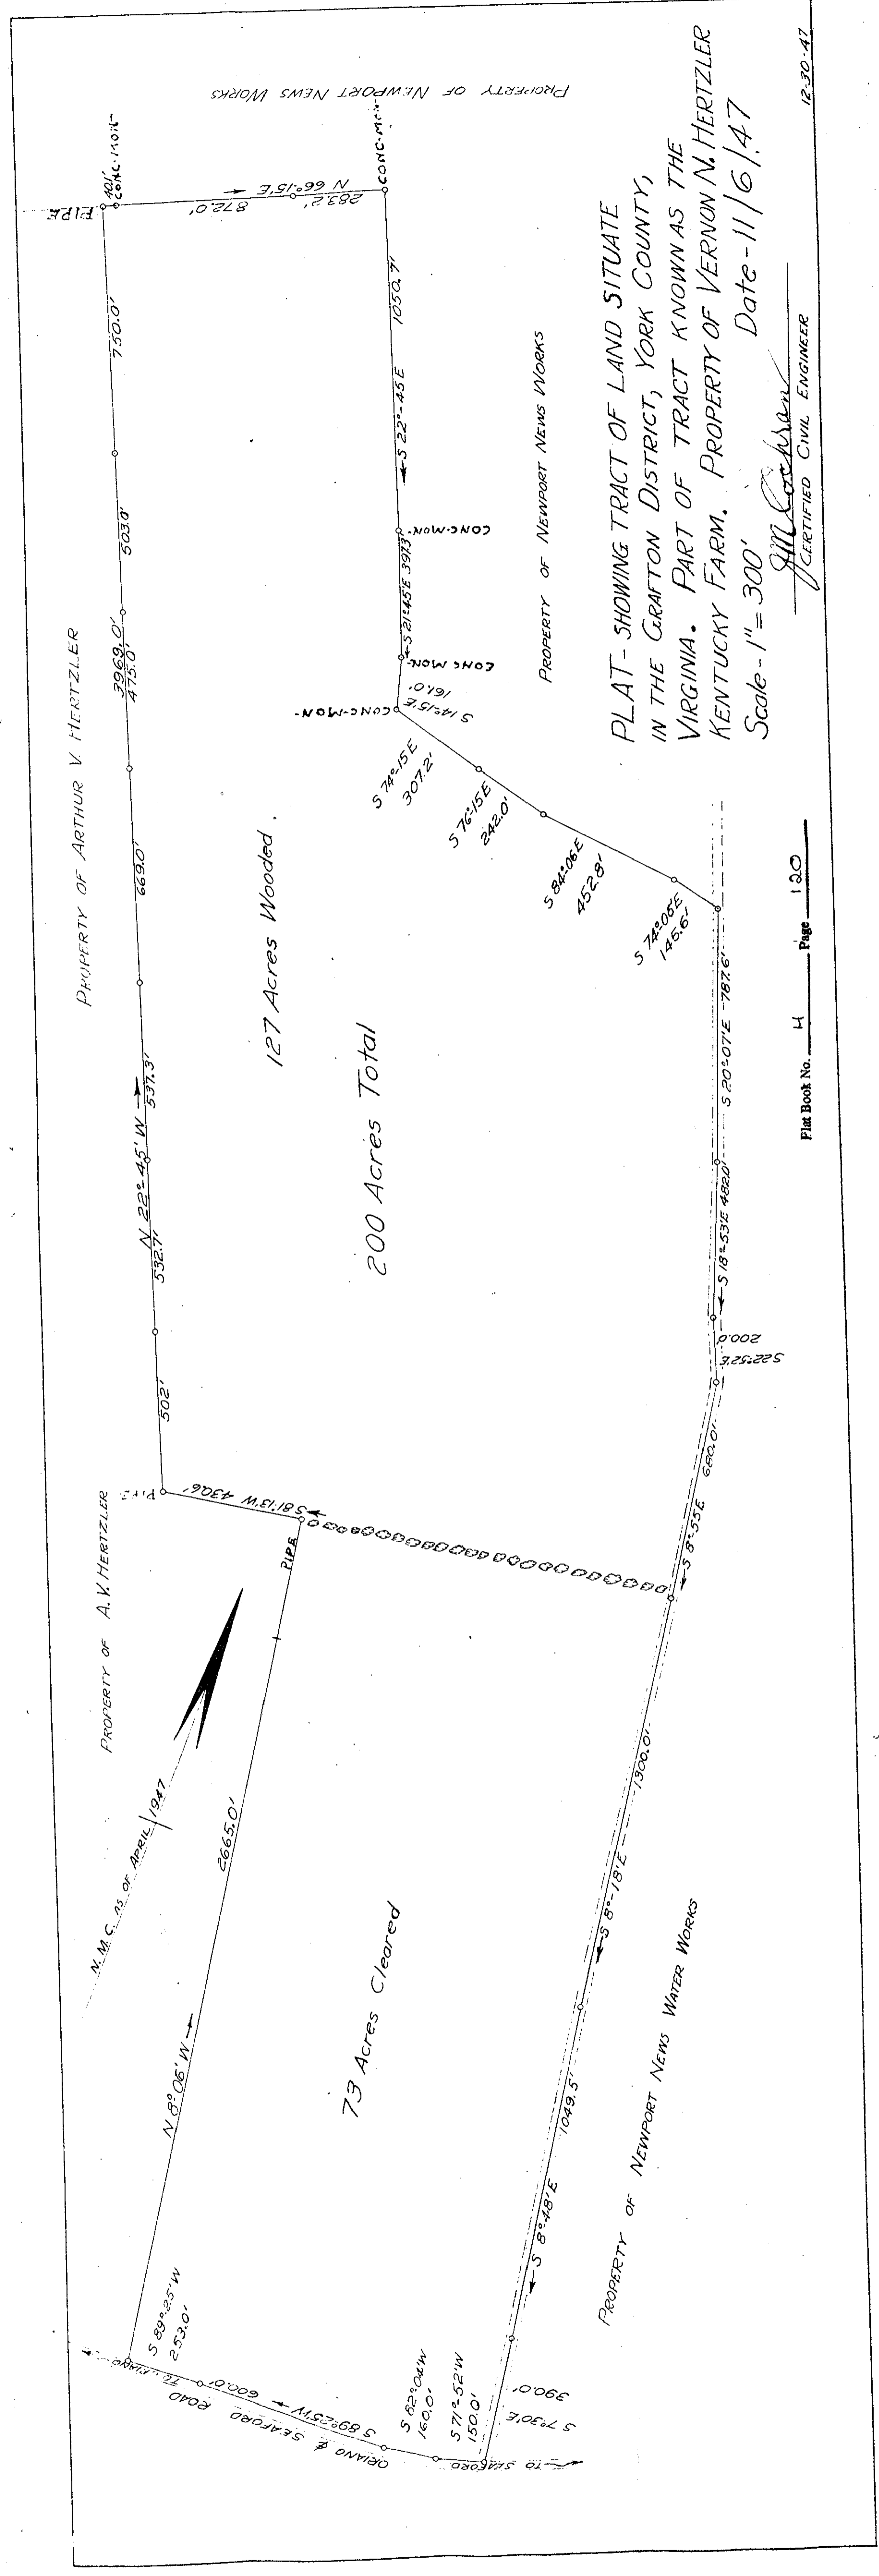 PLAT - SHOWING TRACT OF LAND SITUATE
IN THE GRAFTON DISTRICT, YORK COUNTY,
VIRGINIA. PART OF TRACT KNOWN AS THE
KENTUCKY FARM. PROPERTY OF VERNON N. HERTZLER
Scale - 1" = 300' Date - 11/6/47
CERTIFIED CIVIL ENGINEER
12-30-47
Plat Book No. 4 Page 120
PROPERTY OF NEWPORT NEWS WORKS
PIPE
401'
CONC-MON-
872.0'
N 66°-15'E
283.2'
CONC-MON-
750.0'
503.0'
3969.0'
475.0'
669.0'
537.3'
N 22°-45' W
532.7'
502'
PROPERTY OF ARTHUR V. HERTZLER
1050.7'
S 22°-45 E
CONC-MON-
S 21°45'E 397.3'
CONC MON-
S 14°-15'E
161.0'
CONC-MON-
PROPERTY OF NEWPORT NEWS WORKS
S 74°-15 E
307.2'
S 76°-15 E
242.0'
S 84°-06 E
452.8'
S 74°-05'E
145.6'
127 Acres Wooded
200 Acres Total
S 20°-07'E 787.6'
S 18°-53'E 482.0'
S 22°-52'E
200.0
680.0'
S 8°-55 E
PIPE
S 81°-13'W 430.6'
PIPE
PROPERTY OF A. V. HERTZLER
N. M. C. AS OF APRIL 1947
2665.0'
N 8°-06' W
73 Acres Cleared
1300.0'
S 8°-18'E
1049.5'
S 8°-48'E
PROPERTY OF NEWPORT NEWS WATER WORKS
S 89°-25'W
253.0'
S 89°25'W 600.0'
ORIANO & SEAFORD ROAD TO
S 82°-04W
160.0'
S 71°-52'W
150.0'
S 7°30'E
390.0'
TO SEAFORD